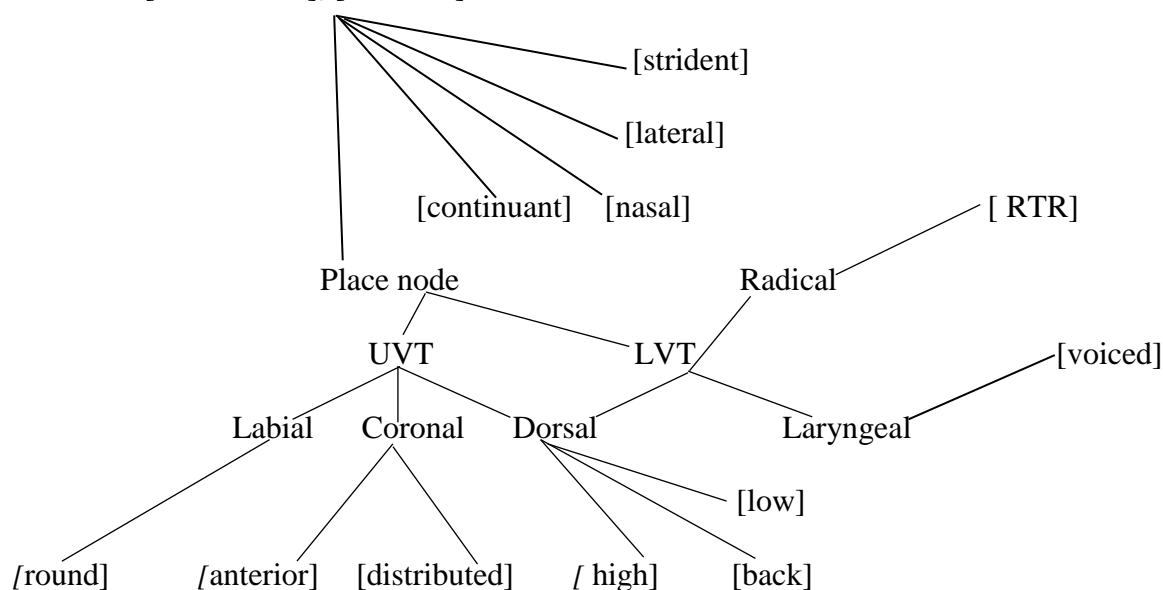 [strident]
[lateral]
[continuant] [nasal] [ RTR]
Place node Radical
UVT LVT [voiced]
Labial Coronal Dorsal Laryngeal
[low]
[round] [anterior] [distributed] [ high] [back]